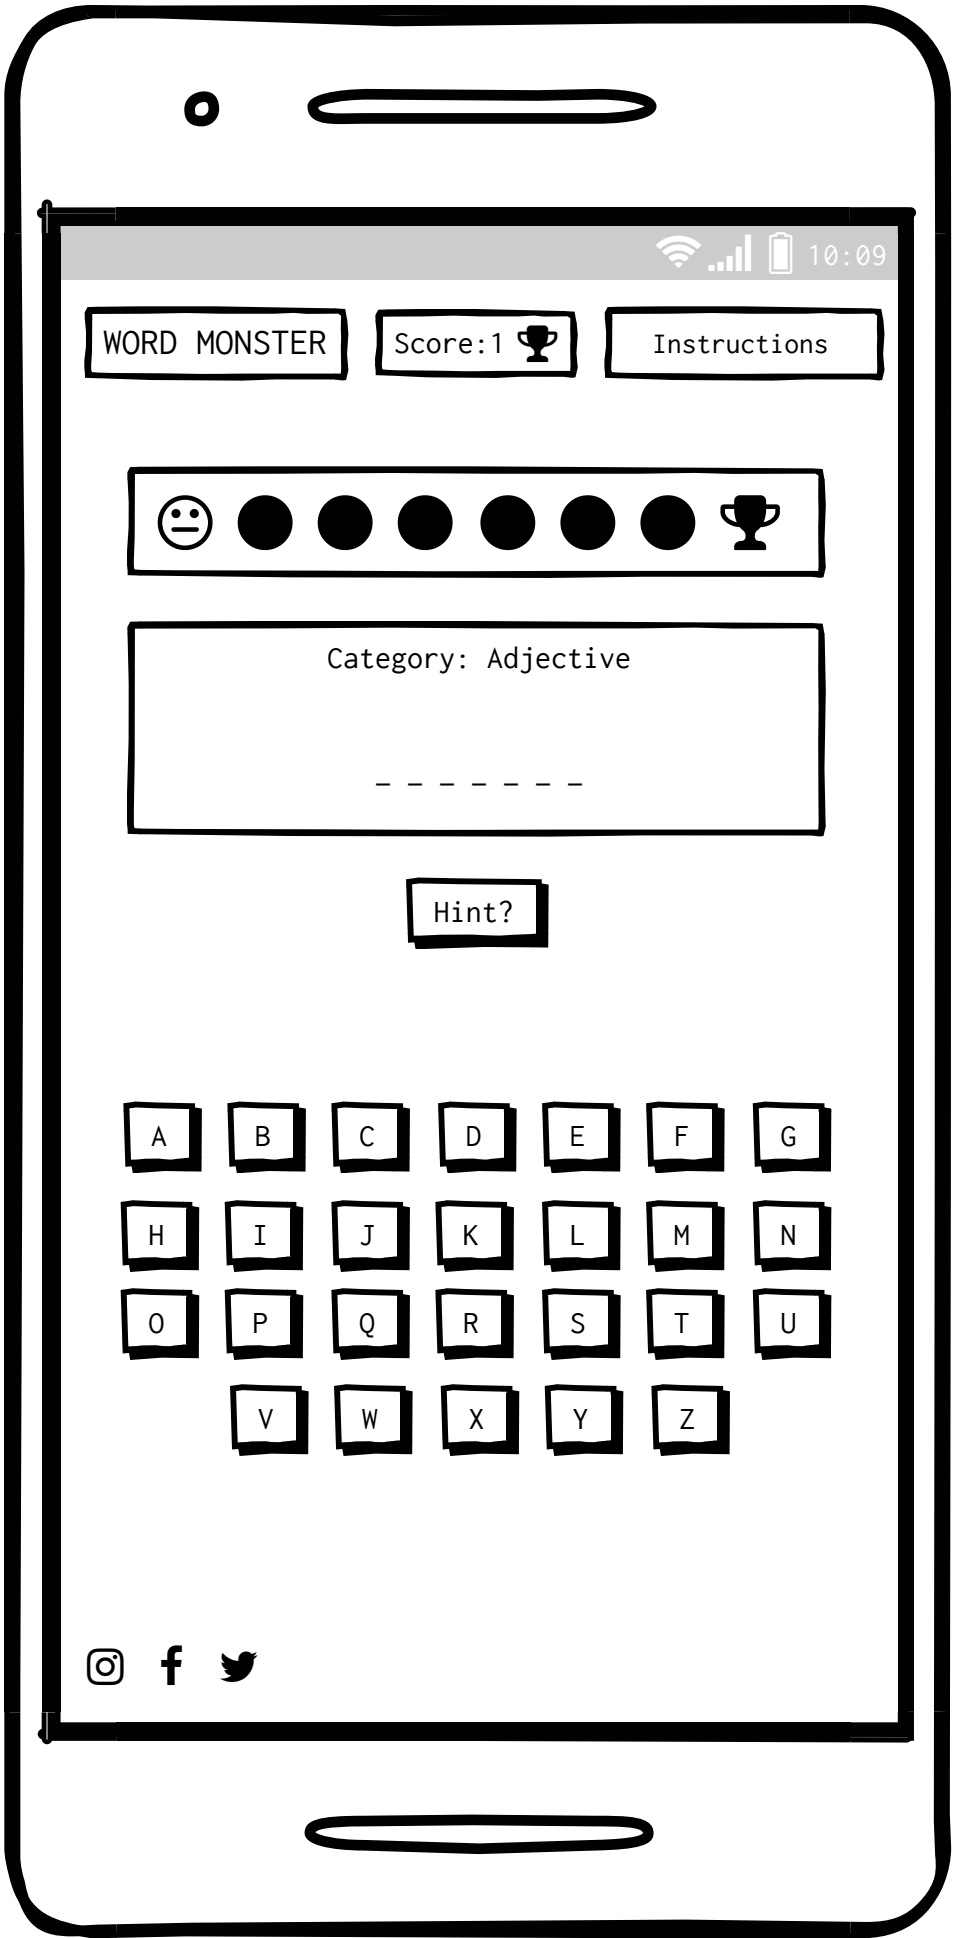 10:09
WORD MONSTER Score:1 Instructions
Category: Adjective
_ _ _ _ _ _ _
Hint?
A B C D E F G
H I J K L M N
O P Q R S T U
V W X Y Z